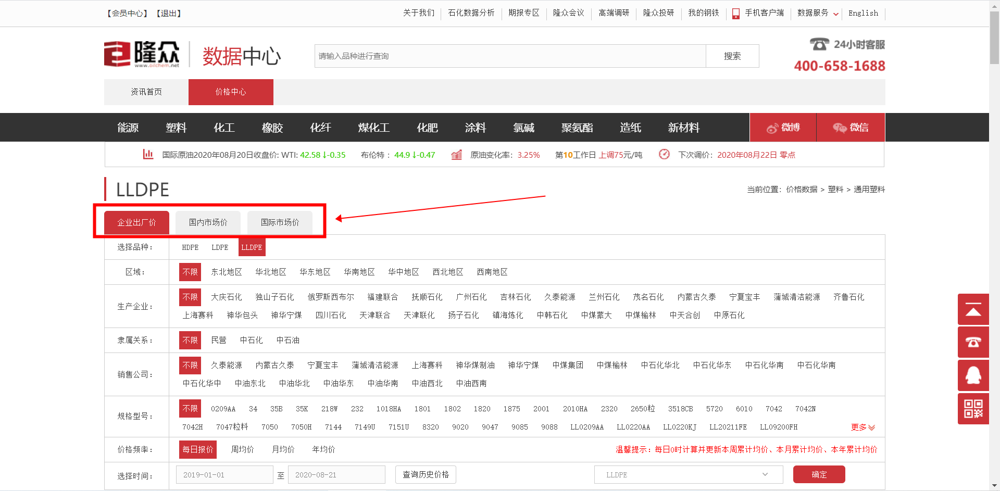 【会员中心】 【退出】 关于我们 石化数据分析 期报专区 隆众会议 高端调研 隆众投研 我的钢铁 手机客户端 数据服务 English
隆众 www.oilchem.net 数据中心 请输入品种进行查询 搜索
24小时客服
400-658-1688
资讯首页 价格中心
能源 塑料 化工 橡胶 化纤 煤化工 化肥 涂料 氯碱 聚氨酯 造纸 新材料 微博 微信
国际原油2020年08月20日收盘价: WTI: 42.58↓-0.35 布伦特： 44.9↓-0.47 原油变化率：3.25% 第10工作日 上调75元/吨 下次调价：2020年08月22日 零点
LLDPE
当前位置：价格数据 > 塑料 > 通用塑料
企业出厂价 国内市场价 国际市场价
选择品种： HDPE LDPE LLDPE
区域： 不限 东北地区 华北地区 华东地区 华南地区 华中地区 西北地区 西南地区
生产企业： 不限 大庆石化 独山子石化 俄罗斯西布尔 福建联合 抚顺石化 广州石化 吉林石化 久泰能源 兰州石化 茂名石化 内蒙古久泰 宁夏宝丰 蒲城清洁能源 齐鲁石化
上海赛科 神华包头 神华宁煤 四川石化 天津联合 天津联化 扬子石化 镇海炼化 中韩石化 中煤蒙大 中煤榆林 中天合创 中原石化
隶属关系： 不限 民营 中石化 中石油
销售公司： 不限 久泰能源 内蒙古久泰 宁夏宝丰 蒲城清洁能源 上海赛科 神华煤制油 神华宁煤 中煤集团 中煤榆林 中石化华北 中石化华东 中石化华南 中石化华南
中石化华中 中油东北 中油华北 中油华东 中油华南 中油西北 中油西南
规格型号： 不限 0209AA 34 35B 35K 218W 232 1018HA 1801 1802 1820 1875 2001 2010HA 2320 2650粒 3518CB 5720 6010 7042 7042N
7042H 7047粒料 7050 7050H 7144 7149U 7151U 8320 9020 9047 9085 9088 LL0209AA LL0220AA LL0220KJ LL20211FE LL09200FH 更多
价格频率： 每日报价 周均价 月均价 年均价 温馨提示：每日0时计算并更新本周累计均价、本月累计均价、本年累计均价
选择时间： 2019-01-01 至 2020-08-21 查询历史价格 LLDPE 确定